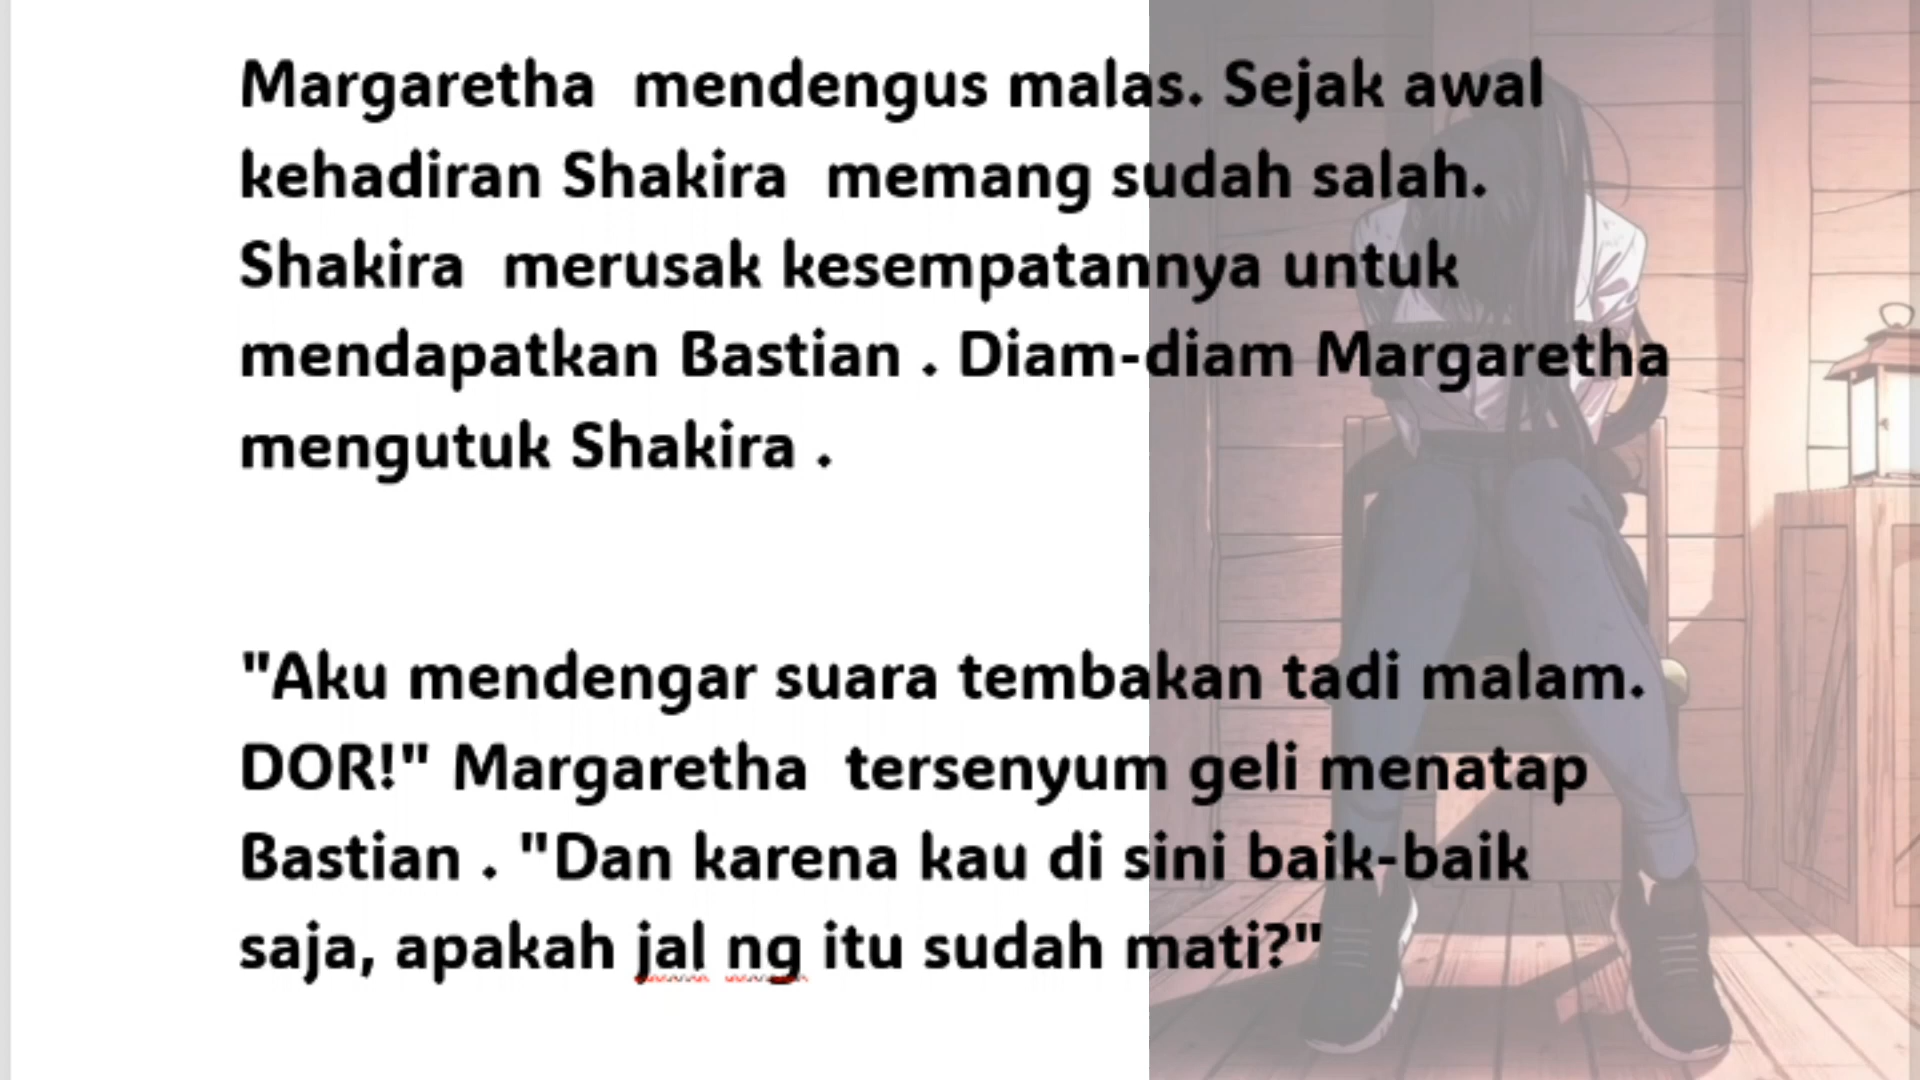 Margaretha  mendengus malas. Sejak awal
kehadiran Shakira  memang sudah salah.
Shakira  merusak kesempatannya untuk
mendapatkan Bastian . Diam-diam Margaretha
mengutuk Shakira .
"Aku mendengar suara tembakan tadi malam.
DOR!" Margaretha  tersenyum geli menatap
Bastian . "Dan karena kau di sini baik-baik
saja, apakah jal ng itu sudah mati?"